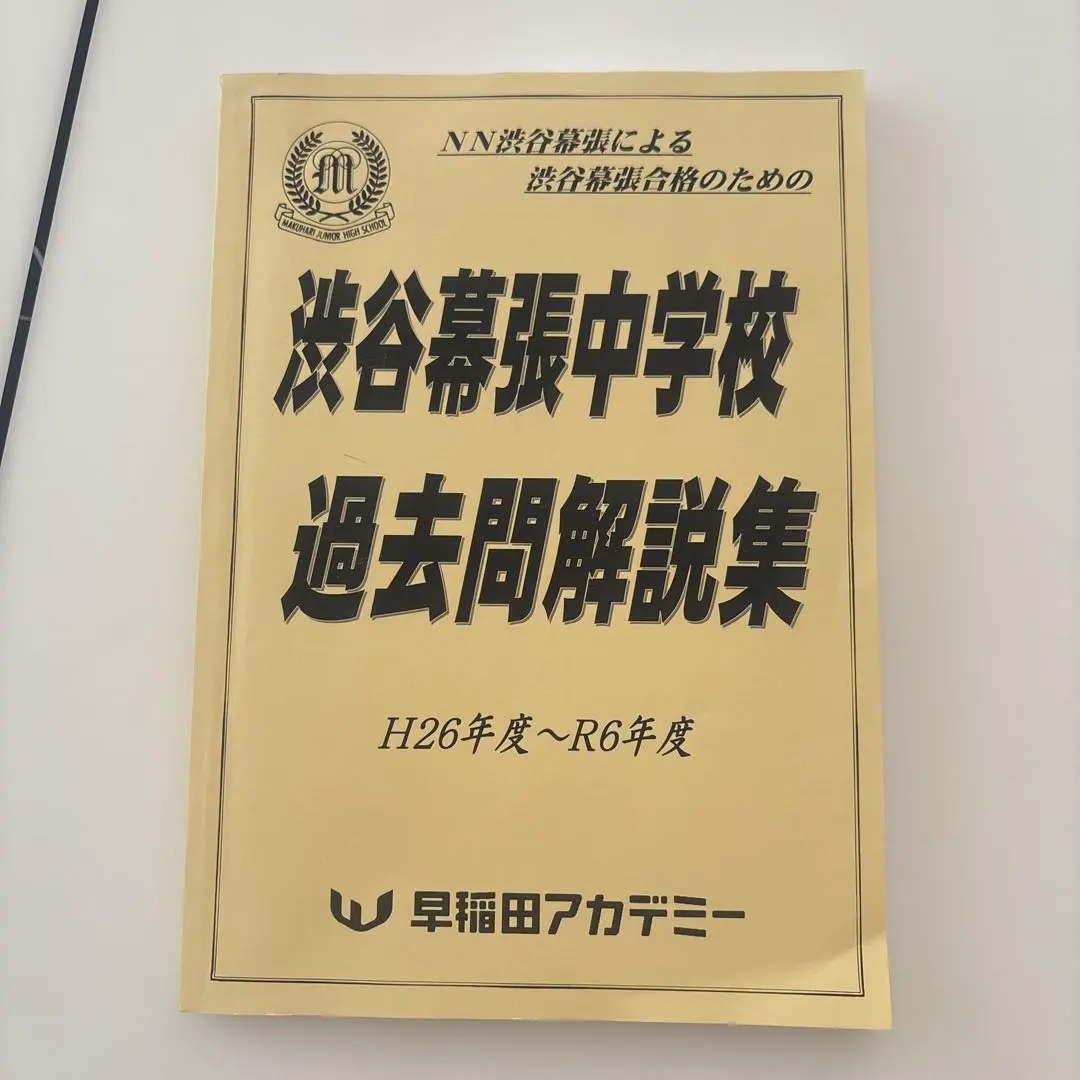 NN渋谷幕張による
渋谷幕張合格のための
M
MAKUHARI JUNIOR HIGH SCHOOL
渋谷幕張中学校
過去問解説集
H26年度～R6年度
早稲田アカデミー